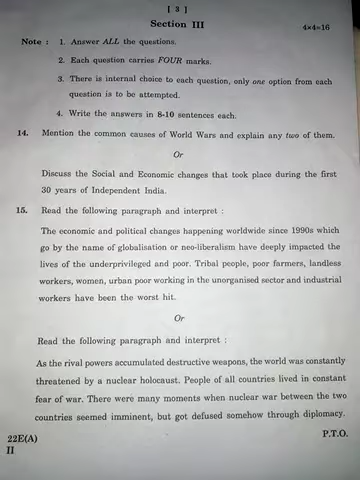 [ 3 ]
Section III
4×4=16
Note : 1. Answer ALL the questions.
2. Each question carries FOUR marks.
3. There is internal choice to each question, only one option from each
question is to be attempted.
4. Write the answers in 8-10 sentences each.
14. Mention the common causes of World Wars and explain any two of them.
Or
Discuss the Social and Economic changes that took place during the first
30 years of Independent India.
15. Read the following paragraph and interpret :
The economic and political changes happening worldwide since 1990s which
go by the name of globalisation or neo-liberalism have deeply impacted the
lives of the underprivileged and poor. Tribal people, poor farmers, landless
workers, women, urban poor working in the unorganised sector and industrial
workers have been the worst hit.
Or
Read the following paragraph and interpret :
As the rival powers accumulated destructive weapons, the world was constantly
threatened by a nuclear holocaust. People of all countries lived in constant
fear of war. There were many moments when nuclear war between the two
countries seemed imminent, but got defused somehow through diplomacy.
22E(A)
P.T.O.
II